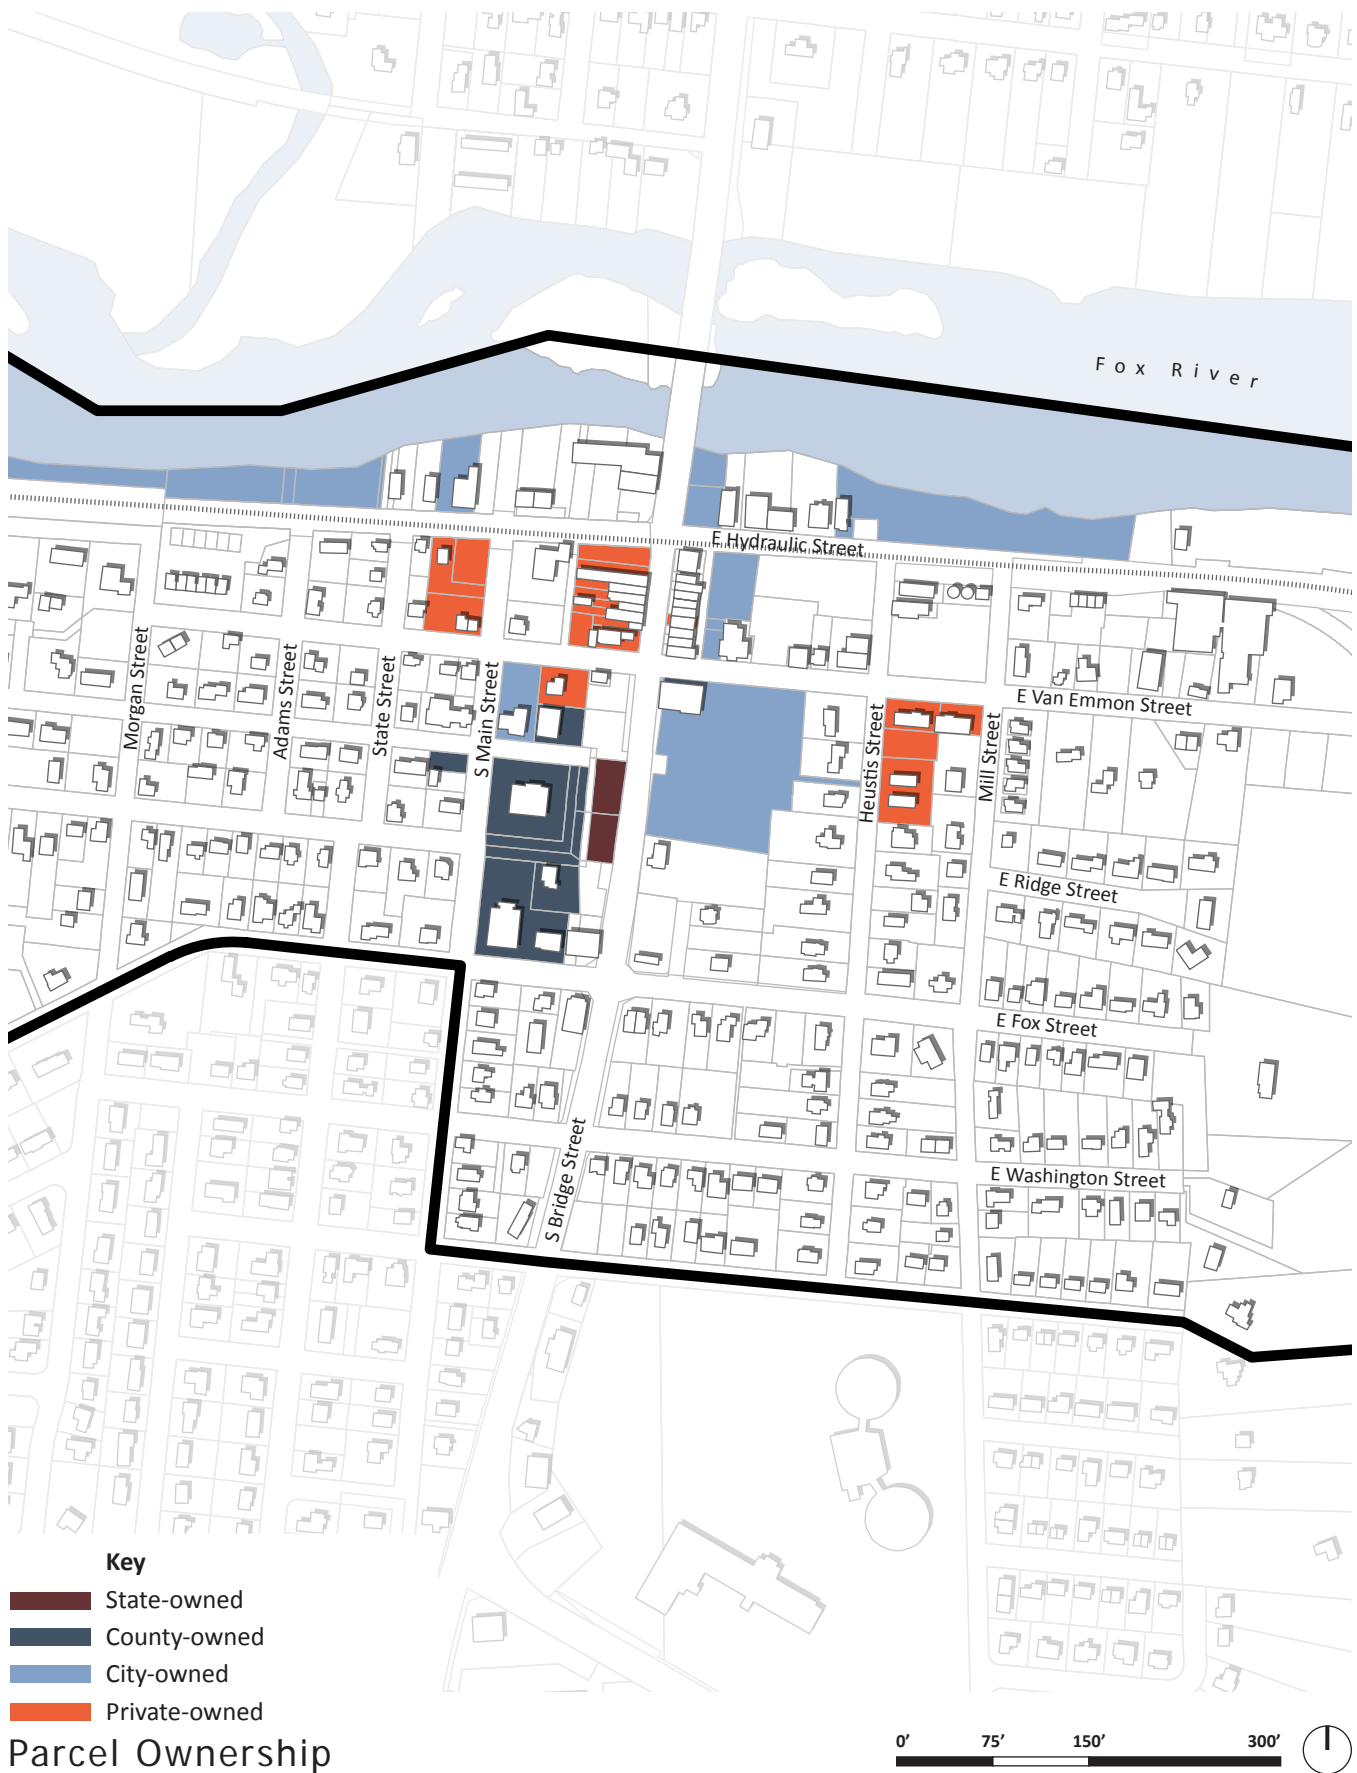 Fox River
E Hydraulic Street
E Van Emmon Street
Morgan Street
Adams Street
State Street
S Main Street
Heustis Street
Mill Street
E Ridge Street
E Fox Street
S Bridge Street
E Washington Street
Key
State-owned
County-owned
City-owned
Private-owned
Parcel Ownership
0' 75' 150' 300'